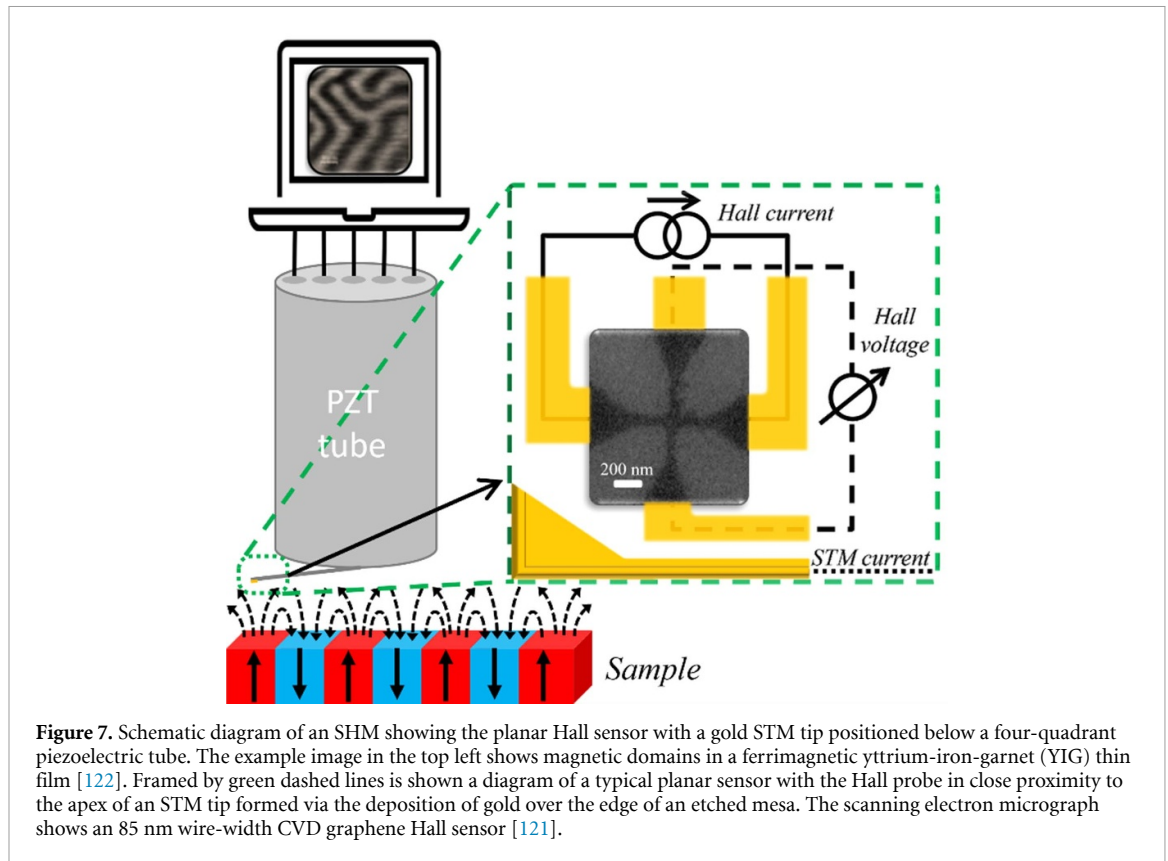 Hall current
Hall
voltage
PZT
tube
200 nm
STM current
Sample
Figure 7. Schematic diagram of an SHM showing the planar Hall sensor with a gold STM tip positioned below a four-quadrant
piezoelectric tube. The example image in the top left shows magnetic domains in a ferrimagnetic yttrium-iron-garnet (YIG) thin
film [122]. Framed by green dashed lines is shown a diagram of a typical planar sensor with the Hall probe in close proximity to
the apex of an STM tip formed via the deposition of gold over the edge of an etched mesa. The scanning electron micrograph
shows an 85 nm wire-width CVD graphene Hall sensor [121].